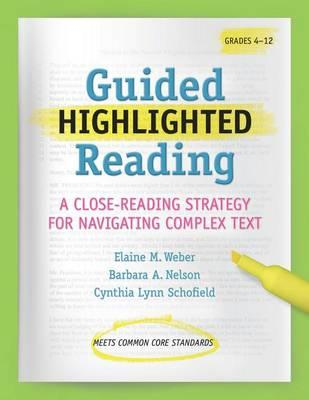 GRADES 4–12
Guided
HIGHLIGHTED
Reading
A CLOSE-READING STRATEGY
FOR NAVIGATING COMPLEX TEXT
Elaine M. Weber
Barbara A. Nelson
Cynthia Lynn Schofield
MEETS COMMON CORE STANDARDS